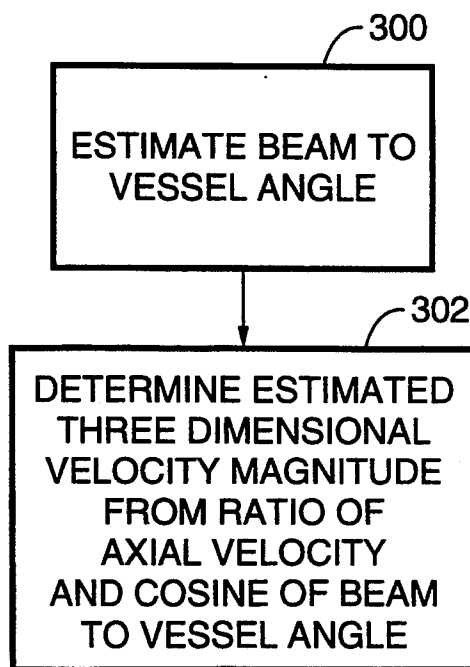 300
ESTIMATE BEAM TO
VESSEL ANGLE
302
DETERMINE ESTIMATED
THREE DIMENSIONAL
VELOCITY MAGNITUDE
FROM RATIO OF
AXIAL VELOCITY
AND COSINE OF BEAM
TO VESSEL ANGLE